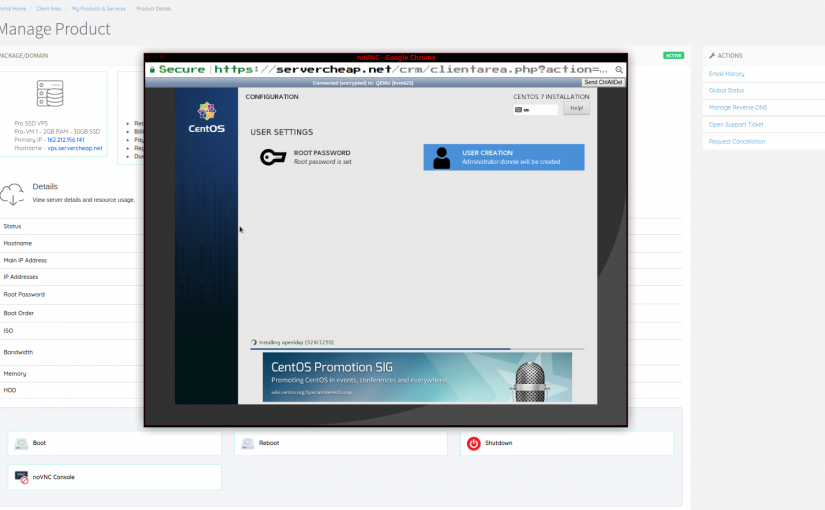 Portal Home / Client Area / My Products & Services / Product Details
Manage Product
PACKAGE/DOMAIN
ACTIVE
ACTIONS
Email History
Global Status
Manage Reverse DNS
Open Support Ticket
Request Cancellation
Pro SSD VPS
Pro-VM 1 - 2GB RAM - 30GB SSD
Primary IP - 162.212.156.141
Hostname - vps.servercheap.net
Details
View server details and resource usage.
Status
Hostname
Main IP Address
IP Addresses
Root Password
Boot Order
ISO
Bandwidth
Memory
HDD
Boot
Reboot
Shutdown
noVNC Console
noVNC - Google Chrome
Secure https://servercheap.net/crm/clientarea.php?action=...
Connected (encrypted) to: QEMU
Send CtrlAltDel
CentOS
CONFIGURATION
CENTOS 7 INSTALLATION
us
Help!
USER SETTINGS
ROOT PASSWORD
Root password is set
USER CREATION
Administrator donnie will be created
Installing openldap (524/1255)
CentOS Promotion SIG
Promoting CentOS in events, conferences and everywhere!
wiki.centos.org/SpecialInterestGroup